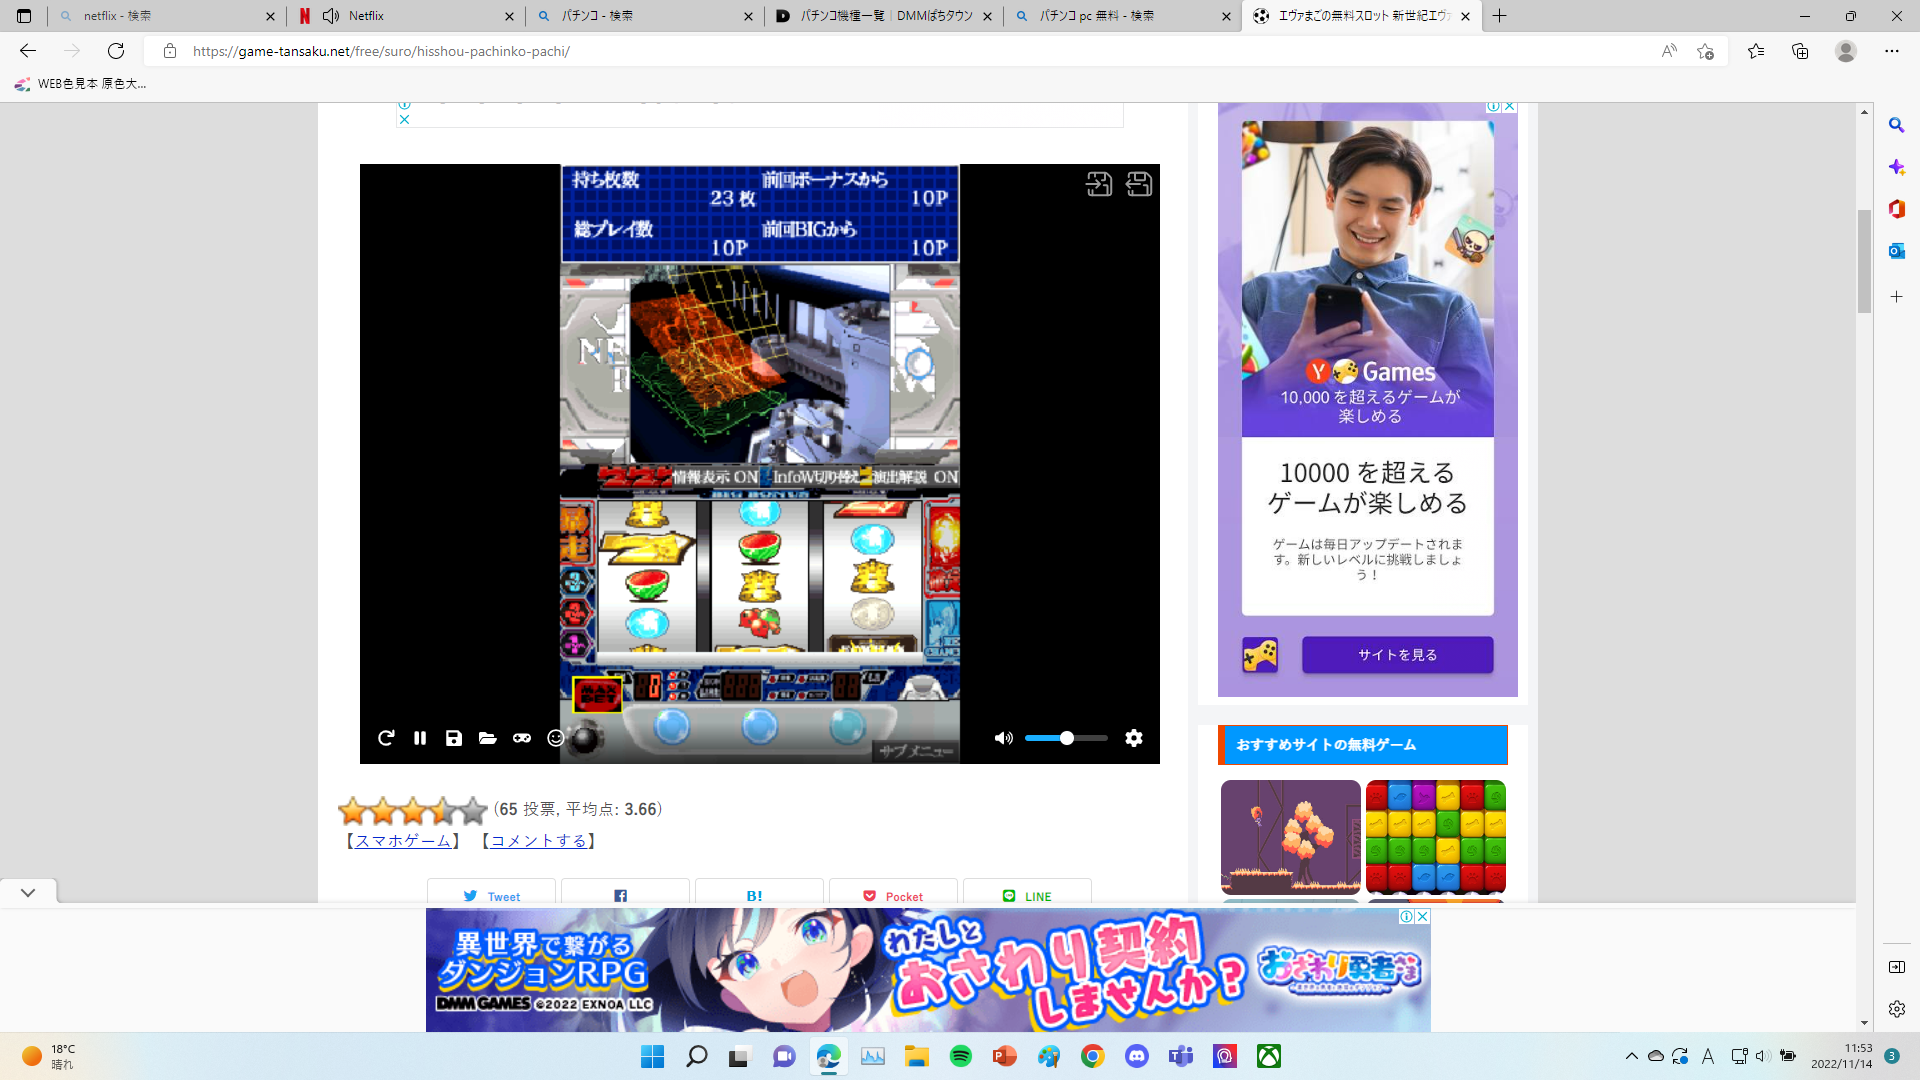 netflix - 検索
Netflix
パチンコ - 検索
パチンコ機種一覧 | DMMぱちタウン
パチンコ pc 無料 - 検索
エヴァまごの無料スロット 新世紀エヴァ
https://game-tansaku.net/free/suro/hisshou-pachinko-pachi/
WEB色見本 原色大...
持ち枚数
23 枚
前回ボーナスから
10P
総プレイ数
10P
前回BIGから
10P
情報表示 ON
InfoW切り替え
演出解説 ON
BIG BONUS
MAX
BET
サブメニュー
(65 投票, 平均点: 3.66)
【スマホゲーム】 【コメントする】
Tweet
B!
Pocket
LINE
Games
10,000 を超えるゲームが
楽しめる
10000 を超える
ゲームが楽しめる
ゲームは毎日アップデートされま
す。新しいレベルに挑戦しましょ
う！
サイトを見る
おすすめサイトの無料ゲーム
異世界で繋がる
ダンジョンRPG
DMM GAMES ©2022 EXNOA LLC
わたしと
おさわり契約
しませんか？
18°C
晴れ
A
11:53
2022/11/14
3